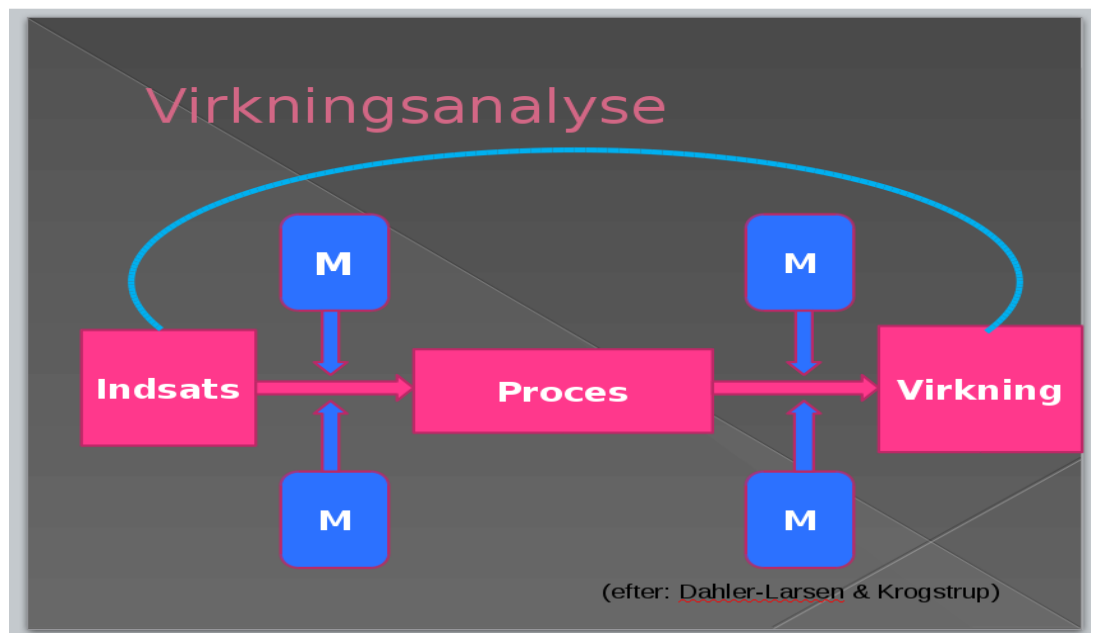 Virkningsanalyse
M
M
Indsats
Proces
Virkning
M
M
(efter: Dahler-Larsen & Krogstrup)